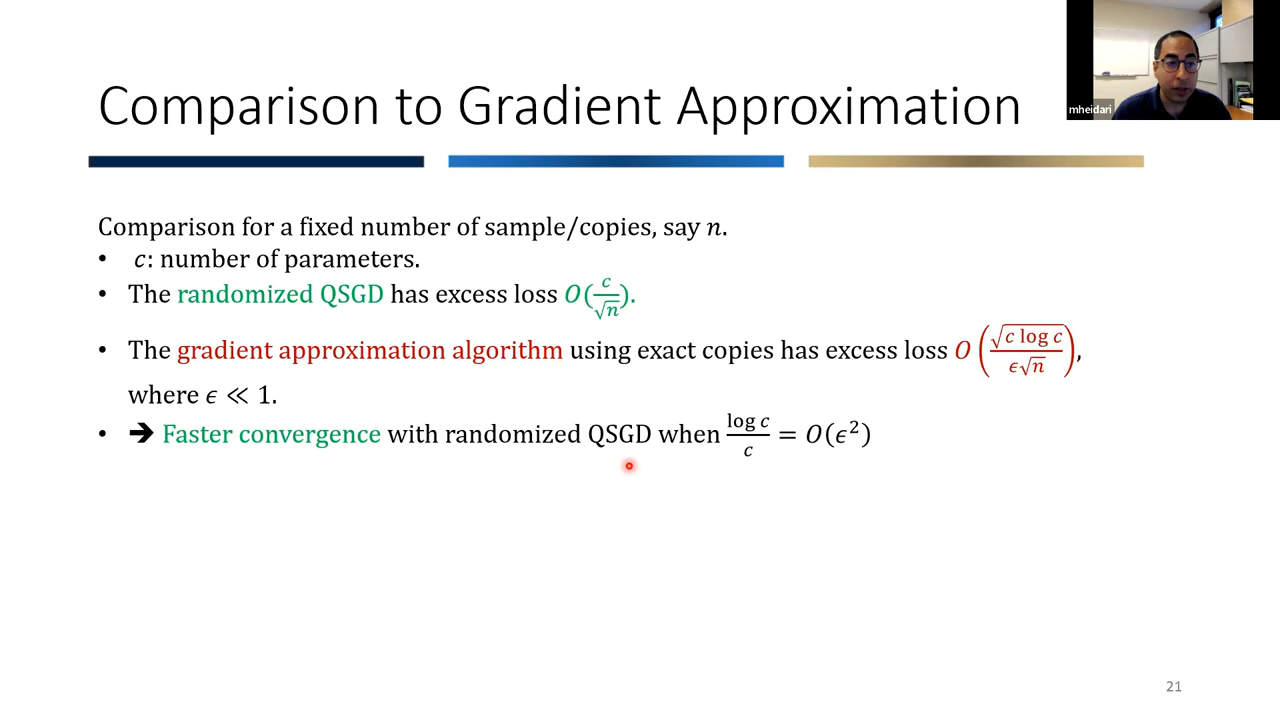 mheidari
Comparison to Gradient Approximation
Comparison for a fixed number of sample/copies, say n.
• c: number of parameters.
• The randomized QSGD has excess loss O(c/√n).
• The gradient approximation algorithm using exact copies has excess loss O(√(c log c)/(ϵ√n)),
where ϵ ≪ 1.
• ➔ Faster convergence with randomized QSGD when log c/c = O(ϵ²)
21